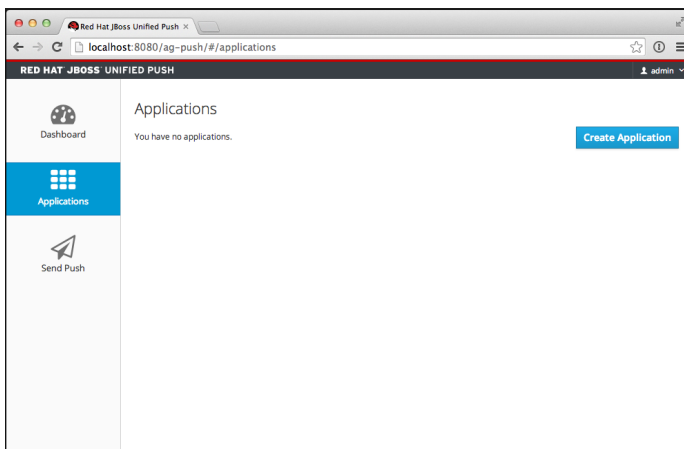 Red Hat JBoss Unified Push ×
localhost:8080/ag-push/#/applications
RED HAT JBOSS UNIFIED PUSH
admin
Applications
Dashboard
You have no applications.
Create Application
Applications
Send Push